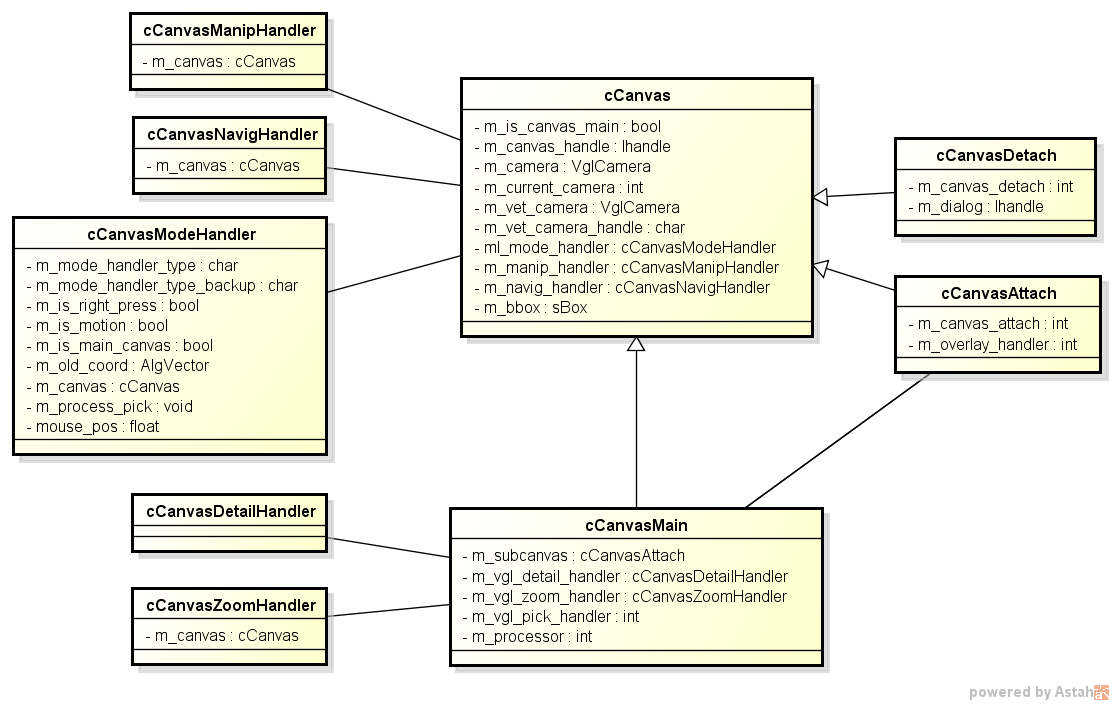 cCanvasManipHandler
- m_canvas : cCanvas
cCanvasNavigHandler
- m_canvas : cCanvas
cCanvasModeHandler
- m_mode_handler_type : char
- m_mode_handler_type_backup : char
- m_is_right_press : bool
- m_is_motion : bool
- m_is_main_canvas : bool
- m_old_coord : AlgVector
- m_canvas : cCanvas
- m_process_pick : void
- mouse_pos : float
cCanvas
- m_is_canvas_main : bool
- m_canvas_handle : Ihandle
- m_camera : VglCamera
- m_current_camera : int
- m_vet_camera : VglCamera
- m_vet_camera_handle : char
- ml_mode_handler : cCanvasModeHandler
- m_manip_handler : cCanvasManipHandler
- m_navig_handler : cCanvasNavigHandler
- m_bbox : sBox
cCanvasDetach
- m_canvas_detach : int
- m_dialog : Ihandle
cCanvasAttach
- m_canvas_attach : int
- m_overlay_handler : int
cCanvasDetailHandler
cCanvasZoomHandler
- m_canvas : cCanvas
cCanvasMain
- m_subcanvas : cCanvasAttach
- m_vgl_detail_handler : cCanvasDetailHandler
- m_vgl_zoom_handler : cCanvasZoomHandler
- m_vgl_pick_handler : int
- m_processor : int
powered by Astah